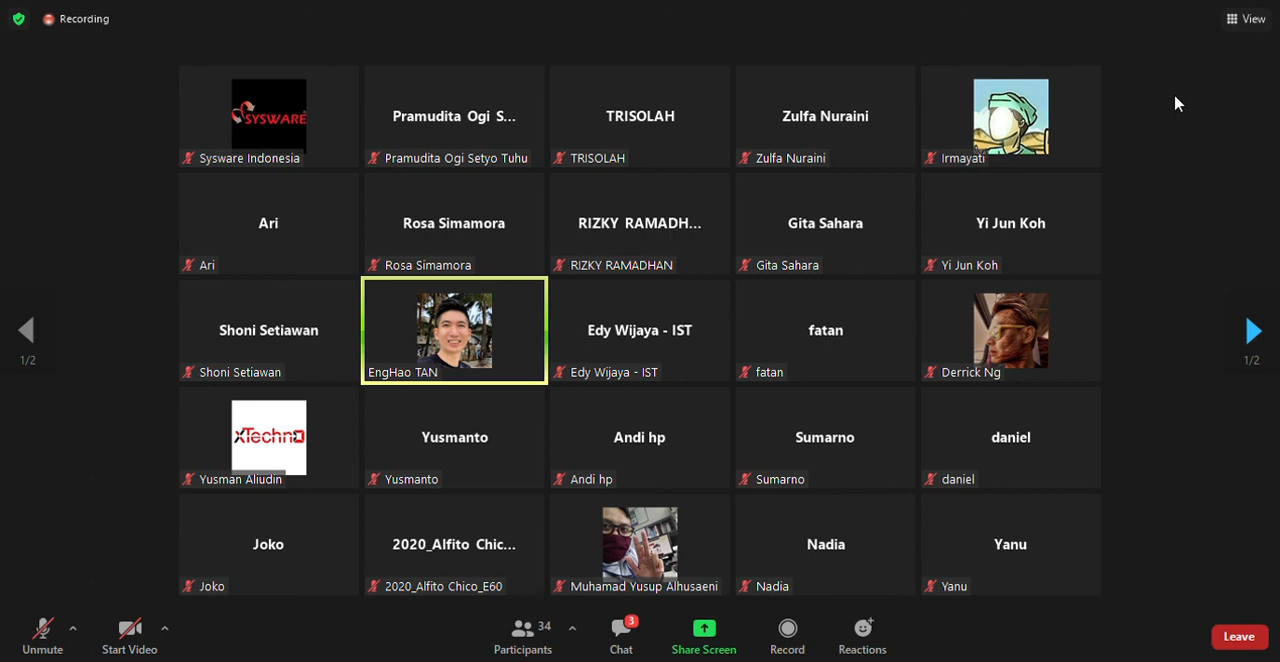 Recording
View
SYSWARE
Sysware Indonesia
Pramudita Ogi S...
Pramudita Ogi Setyo Tuhu
TRISOLAH
TRISOLAH
Zulfa Nuraini
Zulfa Nuraini
Irmayati
Ari
Ari
Rosa Simamora
Rosa Simamora
RIZKY RAMADH...
RIZKY RAMADHAN
Gita Sahara
Gita Sahara
Yi Jun Koh
Yi Jun Koh
1/2
Shoni Setiawan
Shoni Setiawan
EngHao TAN
Edy Wijaya - IST
Edy Wijaya - IST
fatan
fatan
Derrick Ng
1/2
xTechno
Yusman Aliudin
Yusmanto
Yusmanto
Andi hp
Andi hp
Sumarno
Sumarno
daniel
daniel
Joko
Joko
2020_Alfito Chic...
2020_Alfito Chico_E60
Muhamad Yusup Alhusaeni
Nadia
Nadia
Yanu
Yanu
Unmute
Start Video
34
Participants
3
Chat
Share Screen
Record
Reactions
Leave